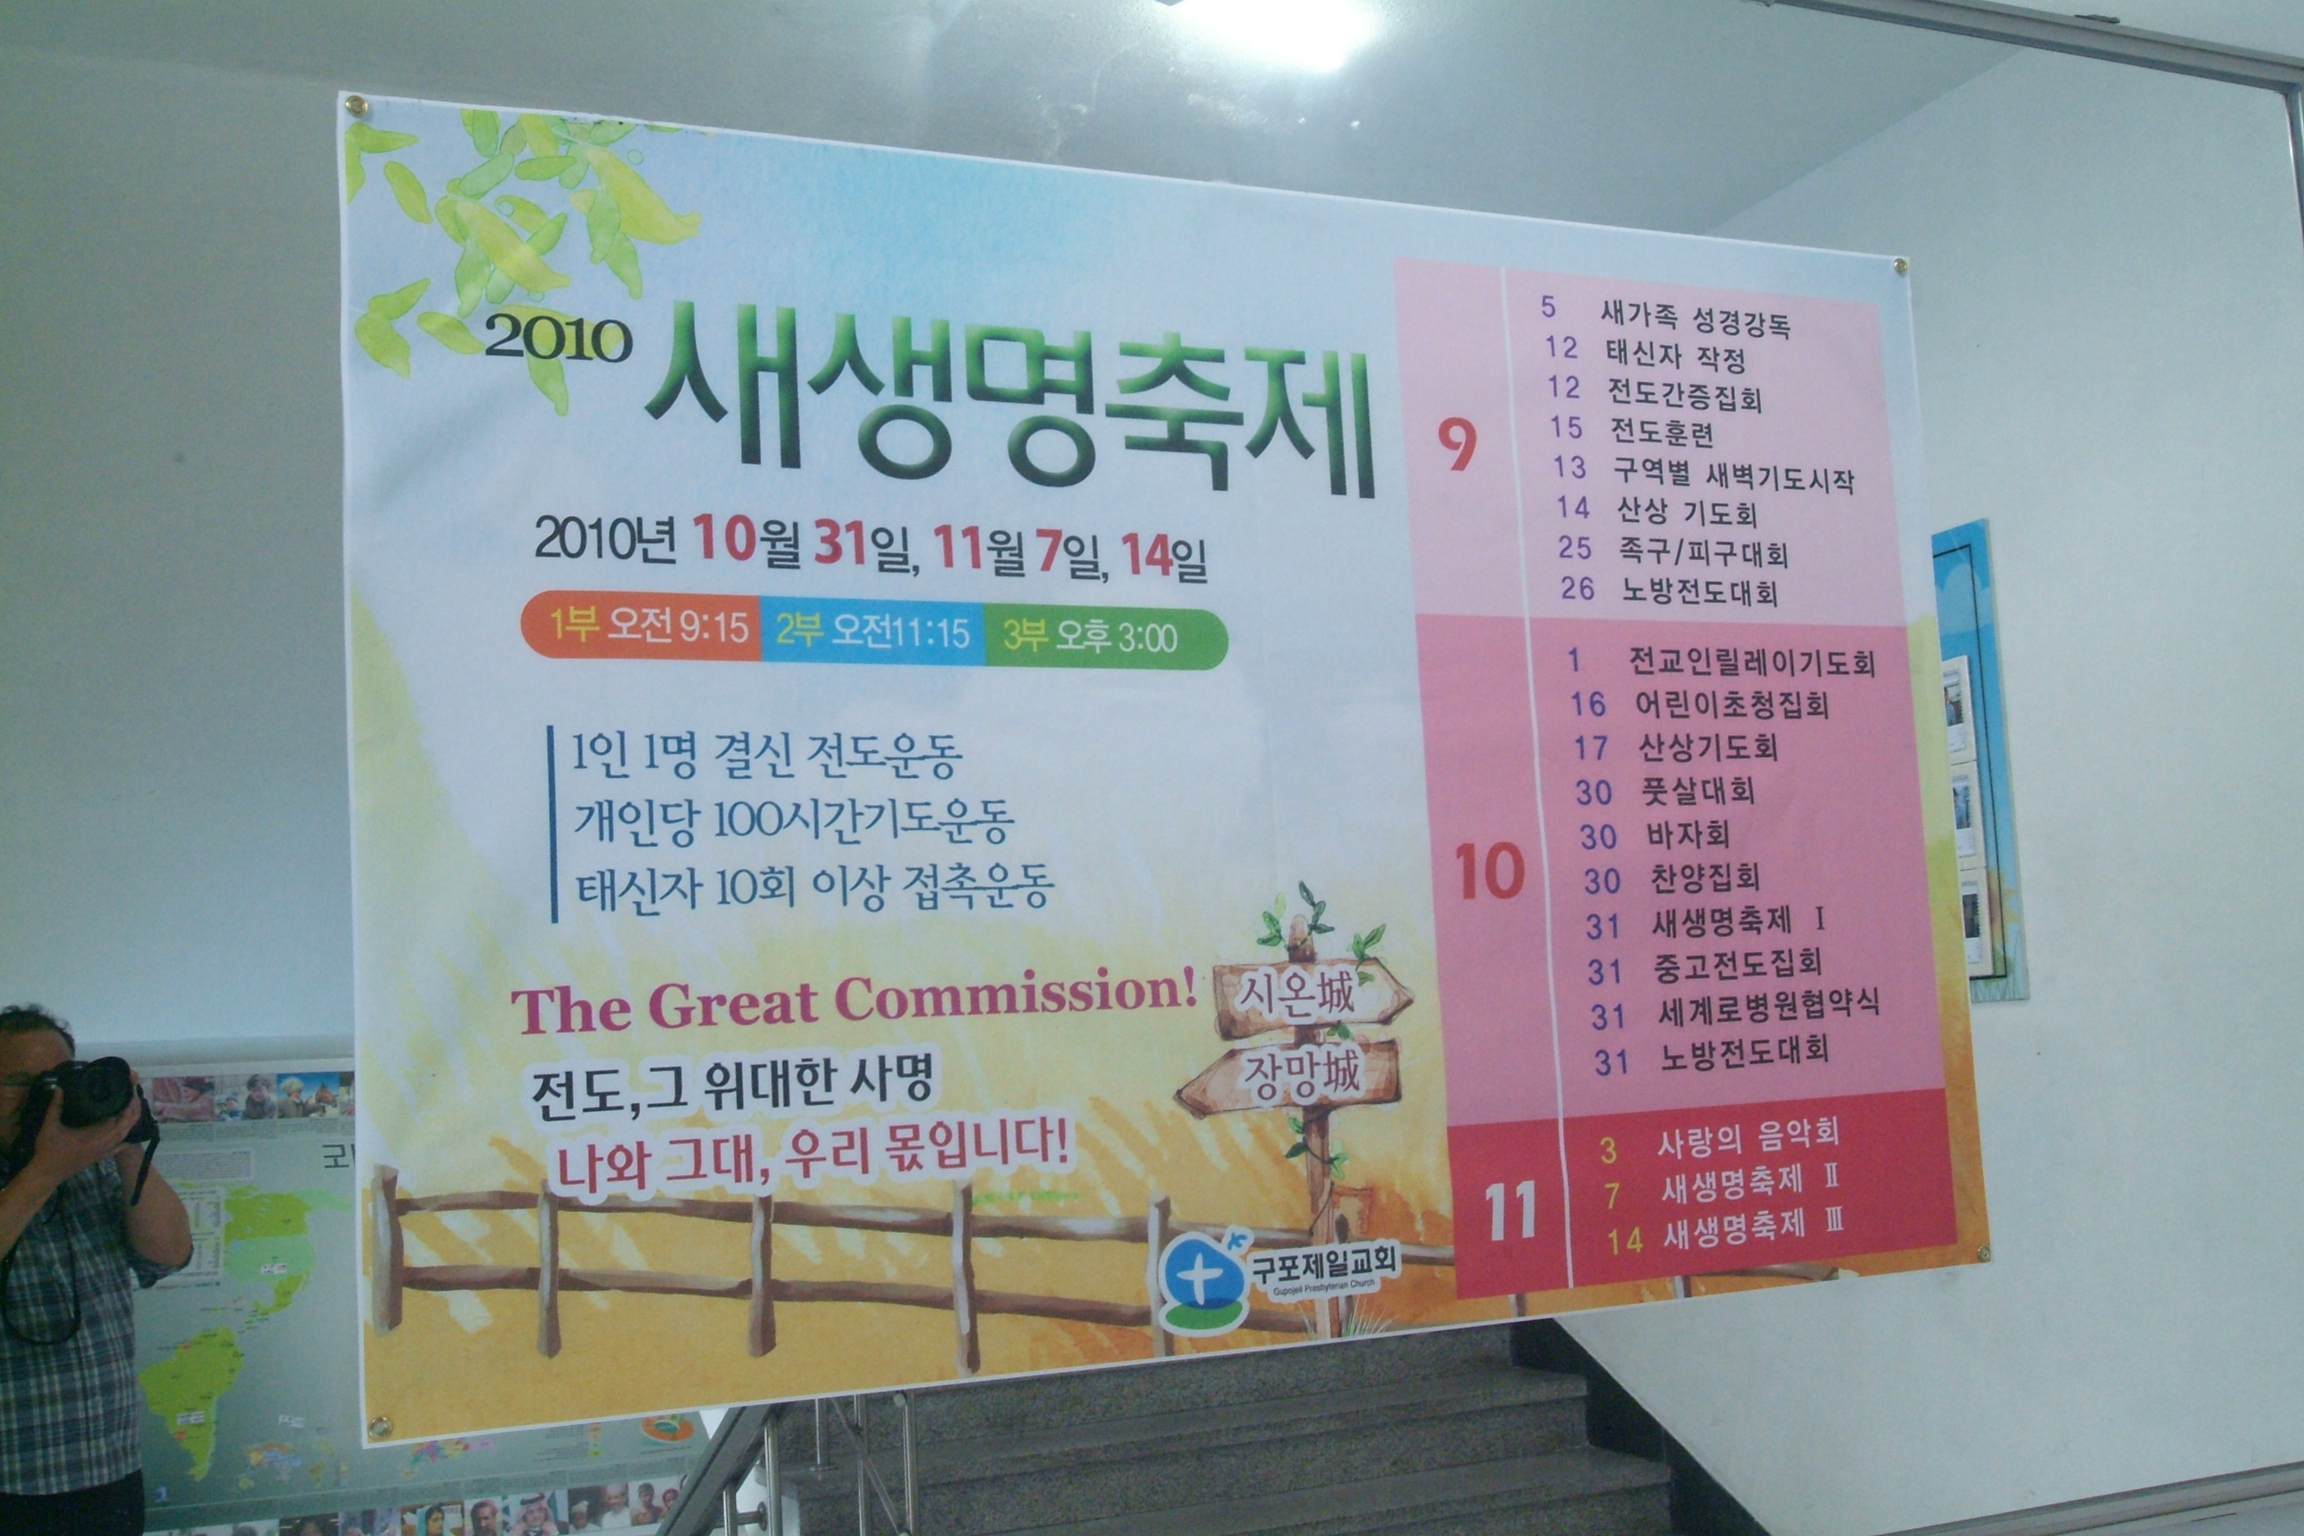 2010 새생명축제
2010년 10월 31일, 11월 7일, 14일
1부 오전 9:15 2부 오전11:15 3부 오후 3:00
1인 1명 결신 전도운동
개인당 100시간기도운동
태신자 10회 이상 접촉운동
The Great Commission!
전도,그 위대한 사명
나와 그대, 우리 몫입니다!
시온城
장망城
구포제일교회
Gupojeil Presbyterian Church
9
5 새가족 성경강독
12 태신자 작정
12 전도간증집회
15 전도훈련
13 구역별 새벽기도시작
14 산상 기도회
25 족구/피구대회
26 노방전도대회
10
1 전교인릴레이기도회
16 어린이초청집회
17 산상기도회
30 풋살대회
30 바자회
30 찬양집회
31 새생명축제 Ⅰ
31 중고전도집회
31 세계로병원협약식
31 노방전도대회
11
3 사랑의 음악회
7 새생명축제 Ⅱ
14 새생명축제 Ⅲ